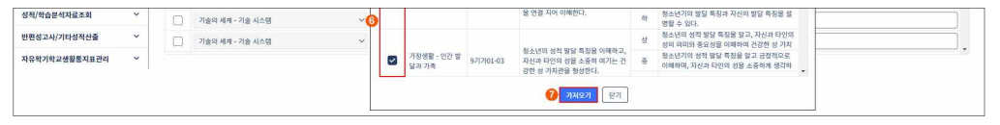 성적/학습분석자료조회
반편성고사/기타성적산출
자유학기학교생활통지표관리
기술의 세계 - 기술 시스템
기술의 세계 - 기술 시스템
6
을 연결 지어 이해한다.
하
청소년기의 발달 특징과 자신의 발달 특징을 설
명할 수 있다.
가정생활 - 인간 발
달과 가족
9기가01-03
청소년의 성적 발달 특징을 이해하고,
자신과 타인의 성을 소중히 여기는 건
강한 성 가치관을 형성한다.
상
청소년의 성적 발달 특징을 알고, 자신과 타인의
성의 의미와 중요성을 이해하여 건강한 성 가치
중
청소년기의 성적 발달 특징을 알고 긍정적으로
이해하며, 자신과 타인의 성을 소중하게 생각하
7
가져오기
닫기